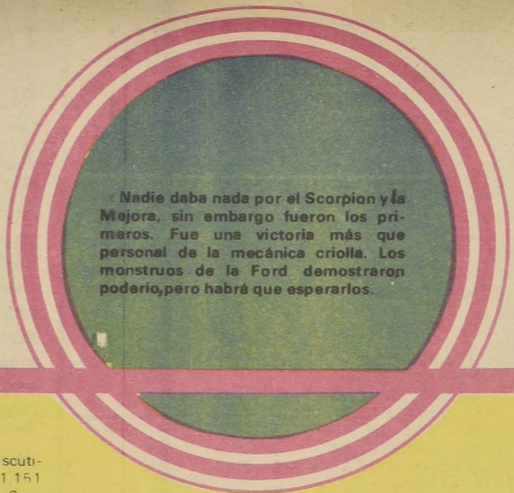 Nadie daba nada por el Scorpion y la
Mejora, sin embargo fueron los pri-
meros. Fue una victoria más que
personal de la mecánica criolla. Los
monstruos de la Ford demostraron
poderío, pero habrá que esperarlos.
scuti-
1 151